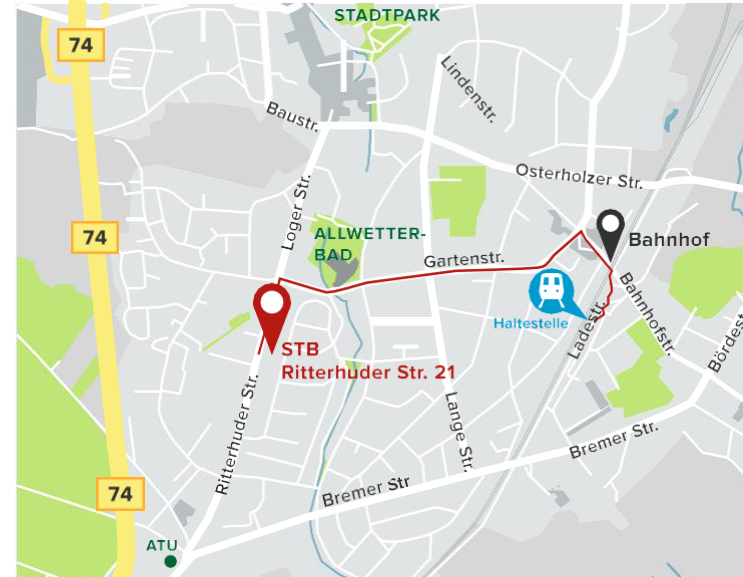 STADTPARK
74
Lindenstr.
Baustr.
Osterholzer Str.
Loger Str.
74
ALLWETTER-
BAD
Gartenstr.
Bahnhof
Haltestelle
Ladestr.
Bahnhofstr.
Bördest
STB
Ritterhuder Str. 21
Ritterhuder Str.
Lange Str.
Bremer Str.
74
Bremer Str
ATU